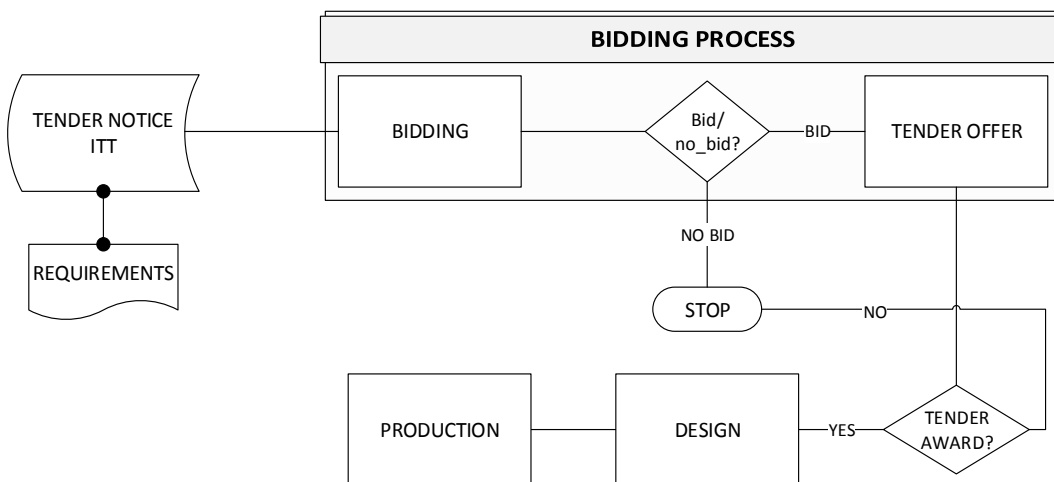 BIDDING PROCESS
TENDER NOTICE
ITT
BIDDING
Bid/
no_bid?
BID
TENDER OFFER
NO BID
REQUIREMENTS
STOP
NO
PRODUCTION
DESIGN
YES
TENDER
AWARD?